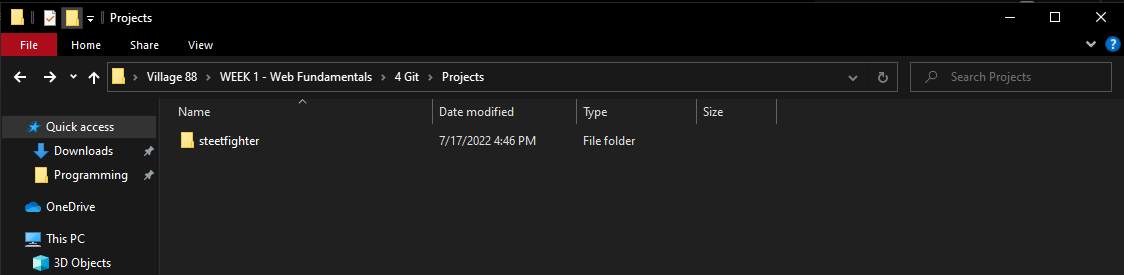 Projects
File Home Share View
Village 88 WEEK 1 - Web Fundamentals 4 Git Projects Search Projects
Name Date modified Type Size
Quick access
steetfighter 7/17/2022 4:46 PM File folder
Downloads
Programming
OneDrive
This PC
3D Objects